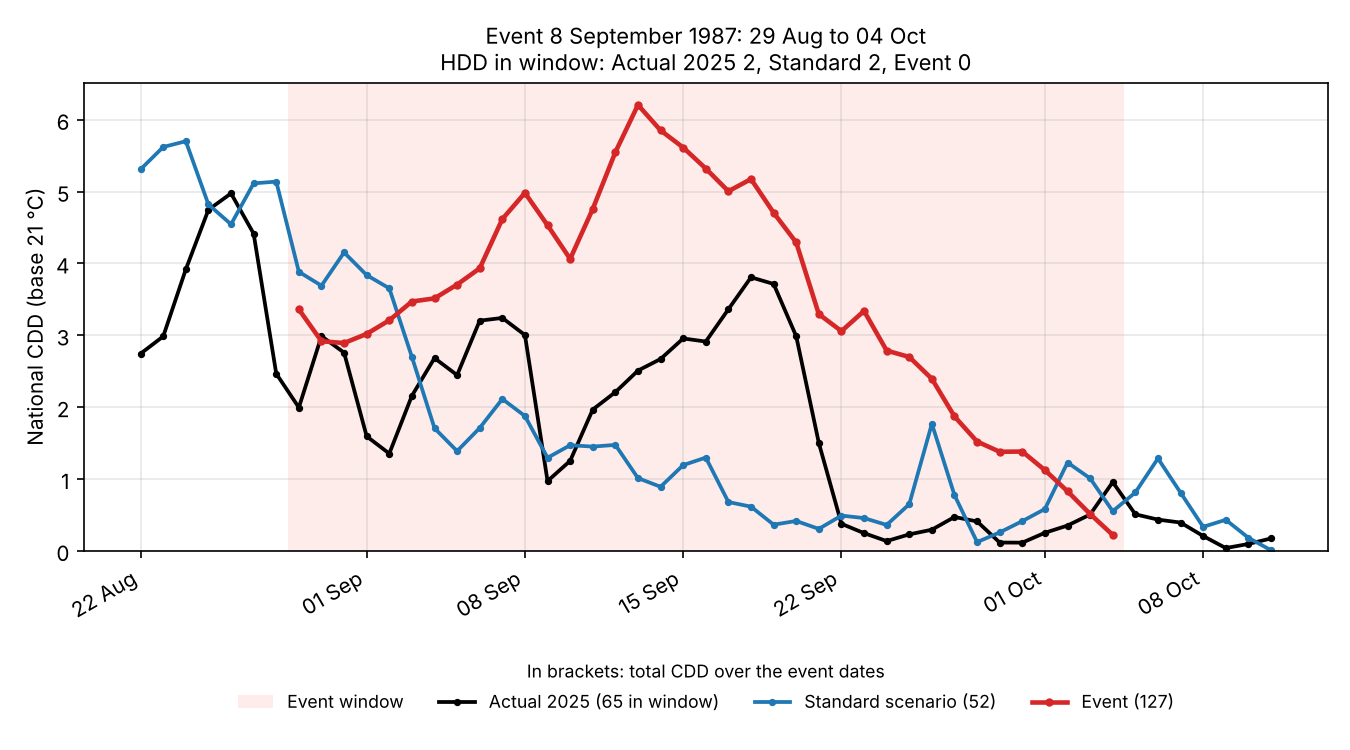 Event 8 September 1987: 29 Aug to 04 Oct
HDD in window: Actual 2025 2, Standard 2, Event 0
National CDD (base 21 °C)
6
5
4
3
2
1
0
22 Aug
01 Sep
08 Sep
15 Sep
22 Sep
01 Oct
08 Oct
In brackets: total CDD over the event dates
Event window
Actual 2025 (65 in window)
Standard scenario (52)
Event (127)